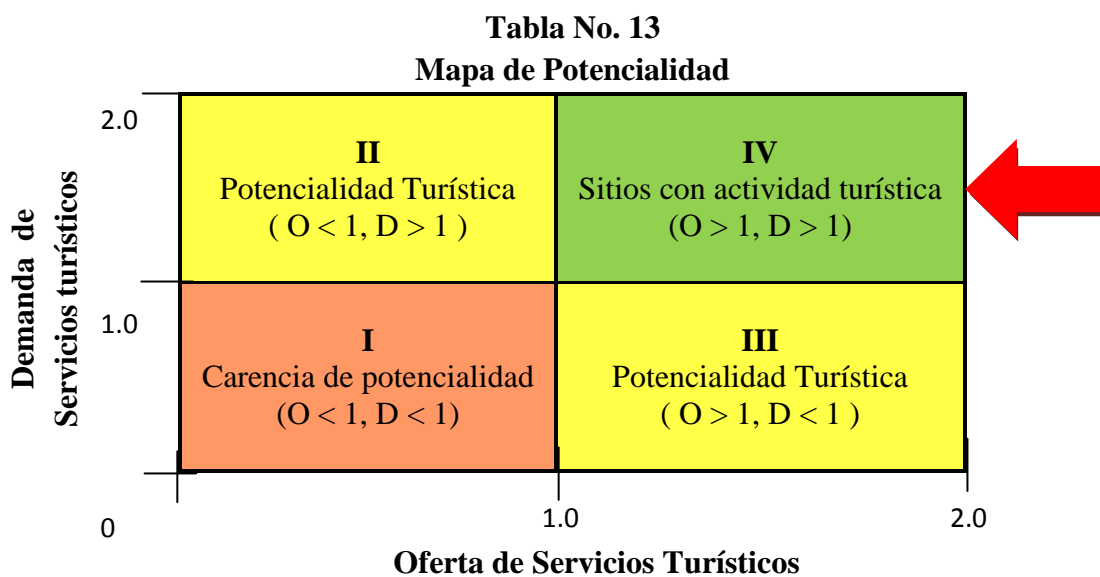 Tabla No. 13
Mapa de Potencialidad
2.0
II
Potencialidad Turística
( O < 1, D > 1 )
IV
Sitios con actividad turística
(O > 1, D > 1)
Demanda de
Servicios turísticos
1.0
I
Carencia de potencialidad
(O < 1, D < 1)
III
Potencialidad Turística
( O > 1, D < 1 )
0
1.0
2.0
Oferta de Servicios Turísticos